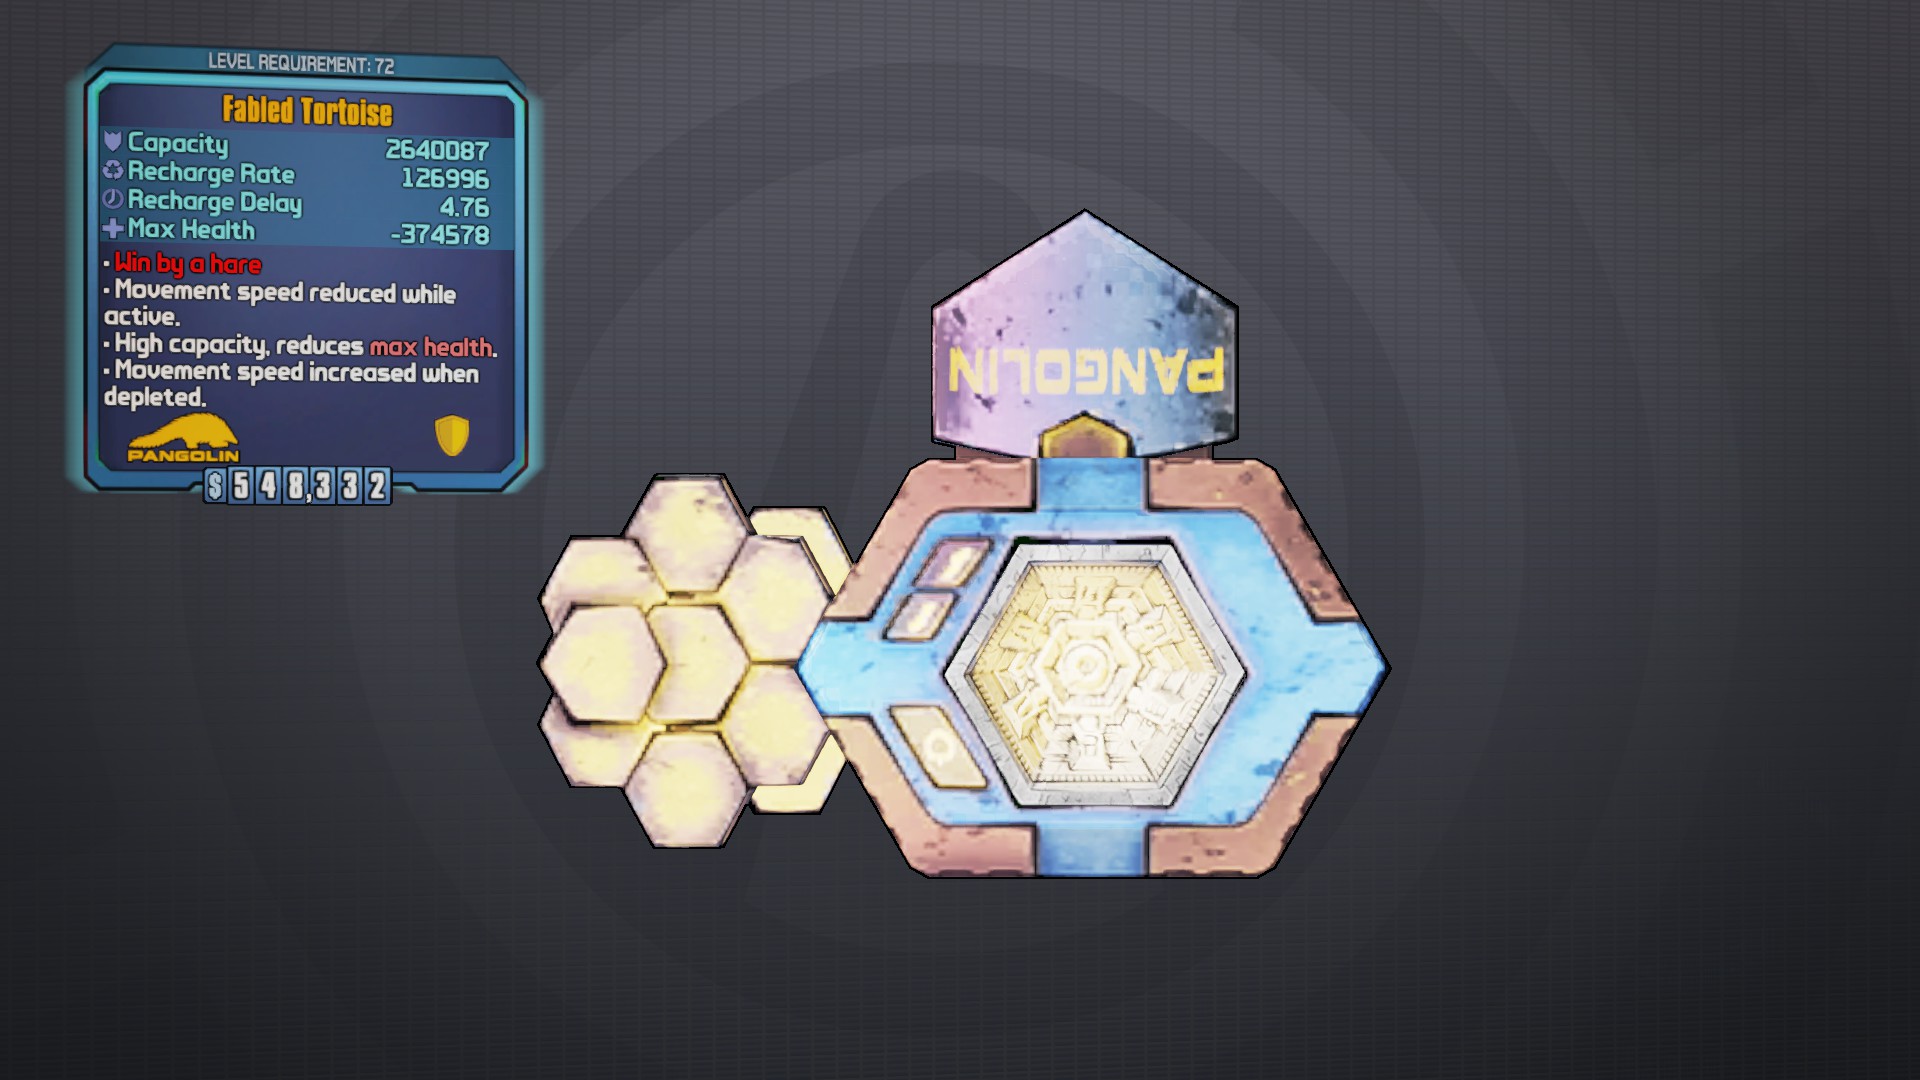 LEVEL REQUIREMENT: 72
Fabled Tortoise
Capacity 2640087
Recharge Rate 126996
Recharge Delay 4.76
Max Health -374578
• Win by a hare
• Movement speed reduced while
active.
• High capacity, reduces max health.
• Movement speed increased when
depleted.
PANGOLIN
$548,332
PANGOLIN